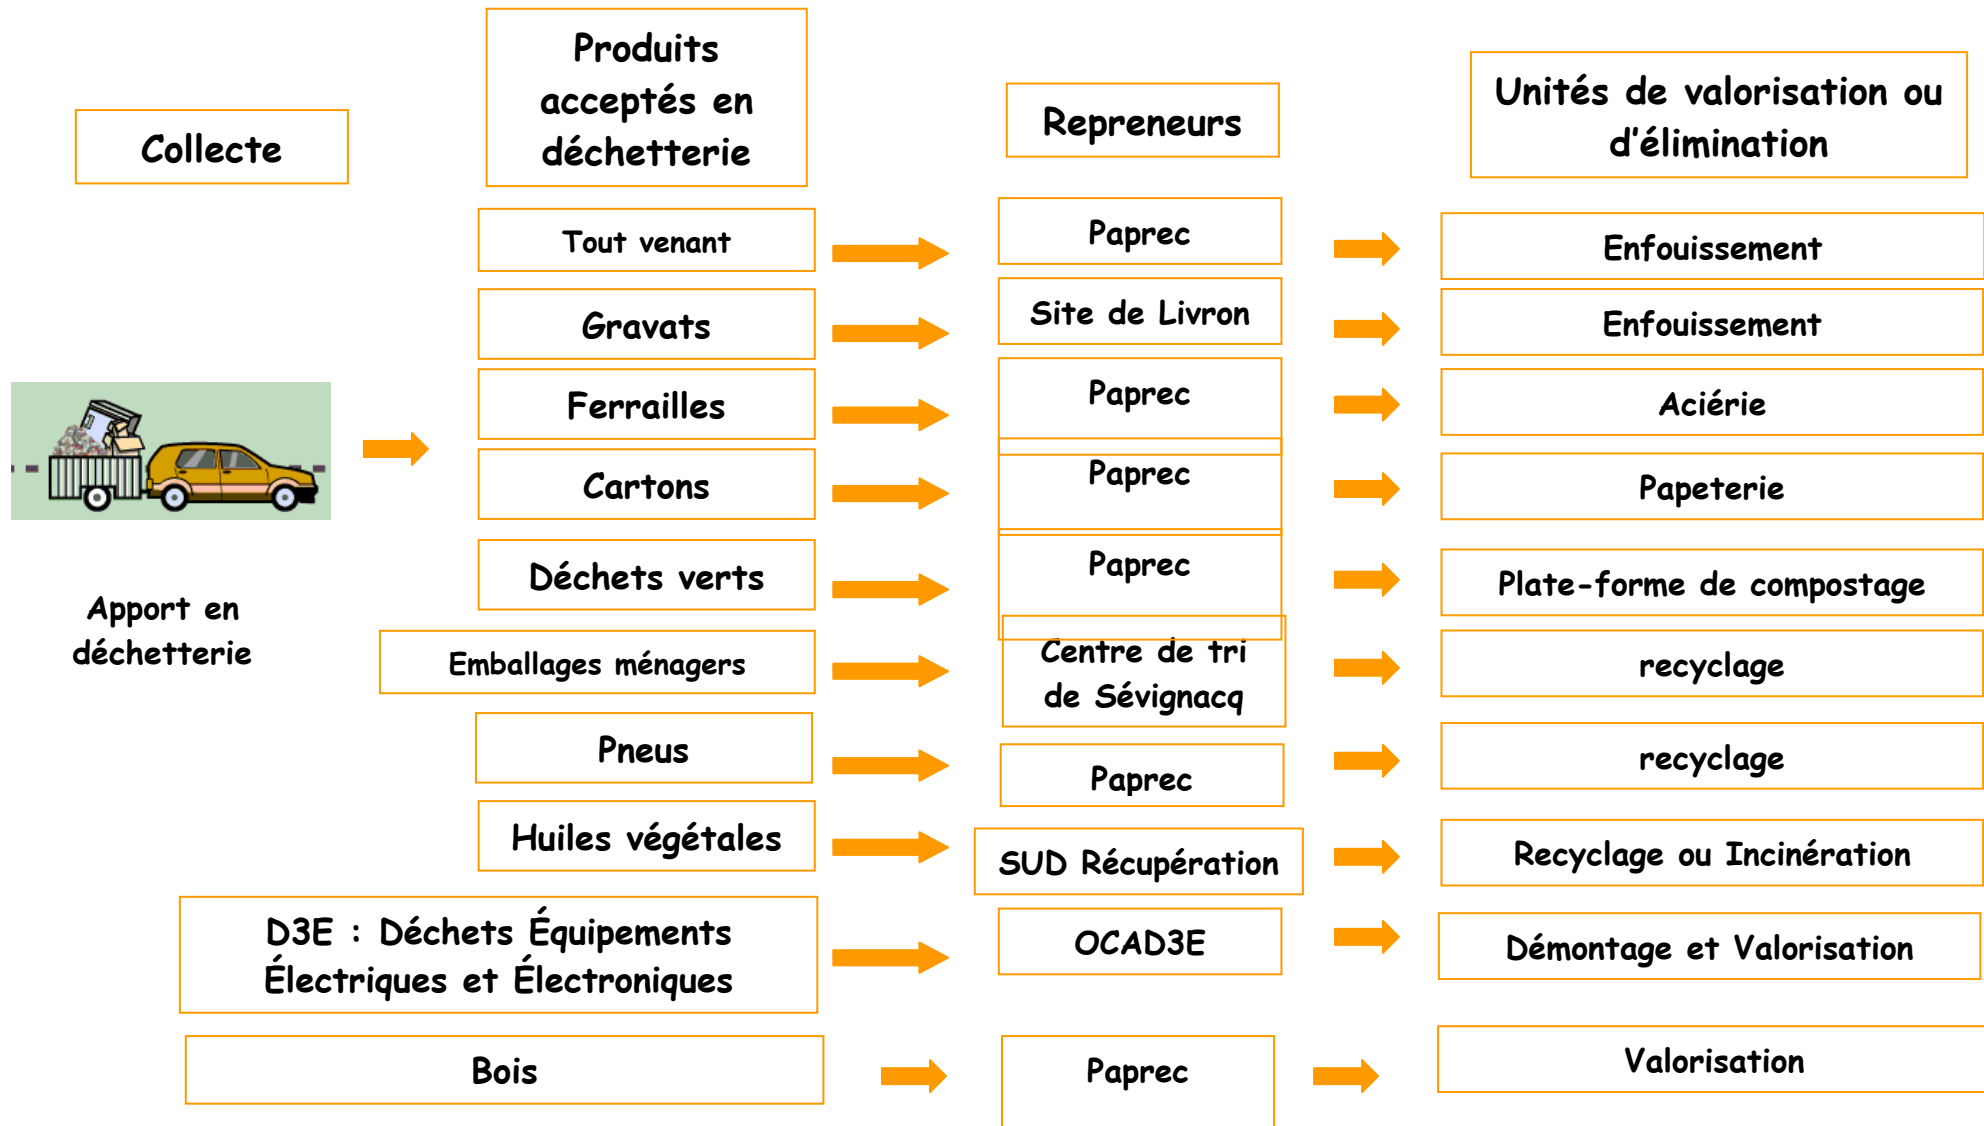 Collecte
Produits
acceptés en
déchetterie
Repreneurs
Unités de valorisation ou
d'élimination
Tout venant
Paprec
Enfouissement
Gravats
Site de Livron
Enfouissement
Ferrailles
Paprec
Aciérie
Cartons
Paprec
Papeterie
Déchets verts
Paprec
Plate-forme de compostage
Apport en
déchetterie
Emballages ménagers
Centre de tri
de Sévignacq
recyclage
Pneus
Paprec
recyclage
Huiles végétales
SUD Récupération
Recyclage ou Incinération
D3E : Déchets Équipements
Électriques et Électroniques
OCAD3E
Démontage et Valorisation
Bois
Paprec
Valorisation